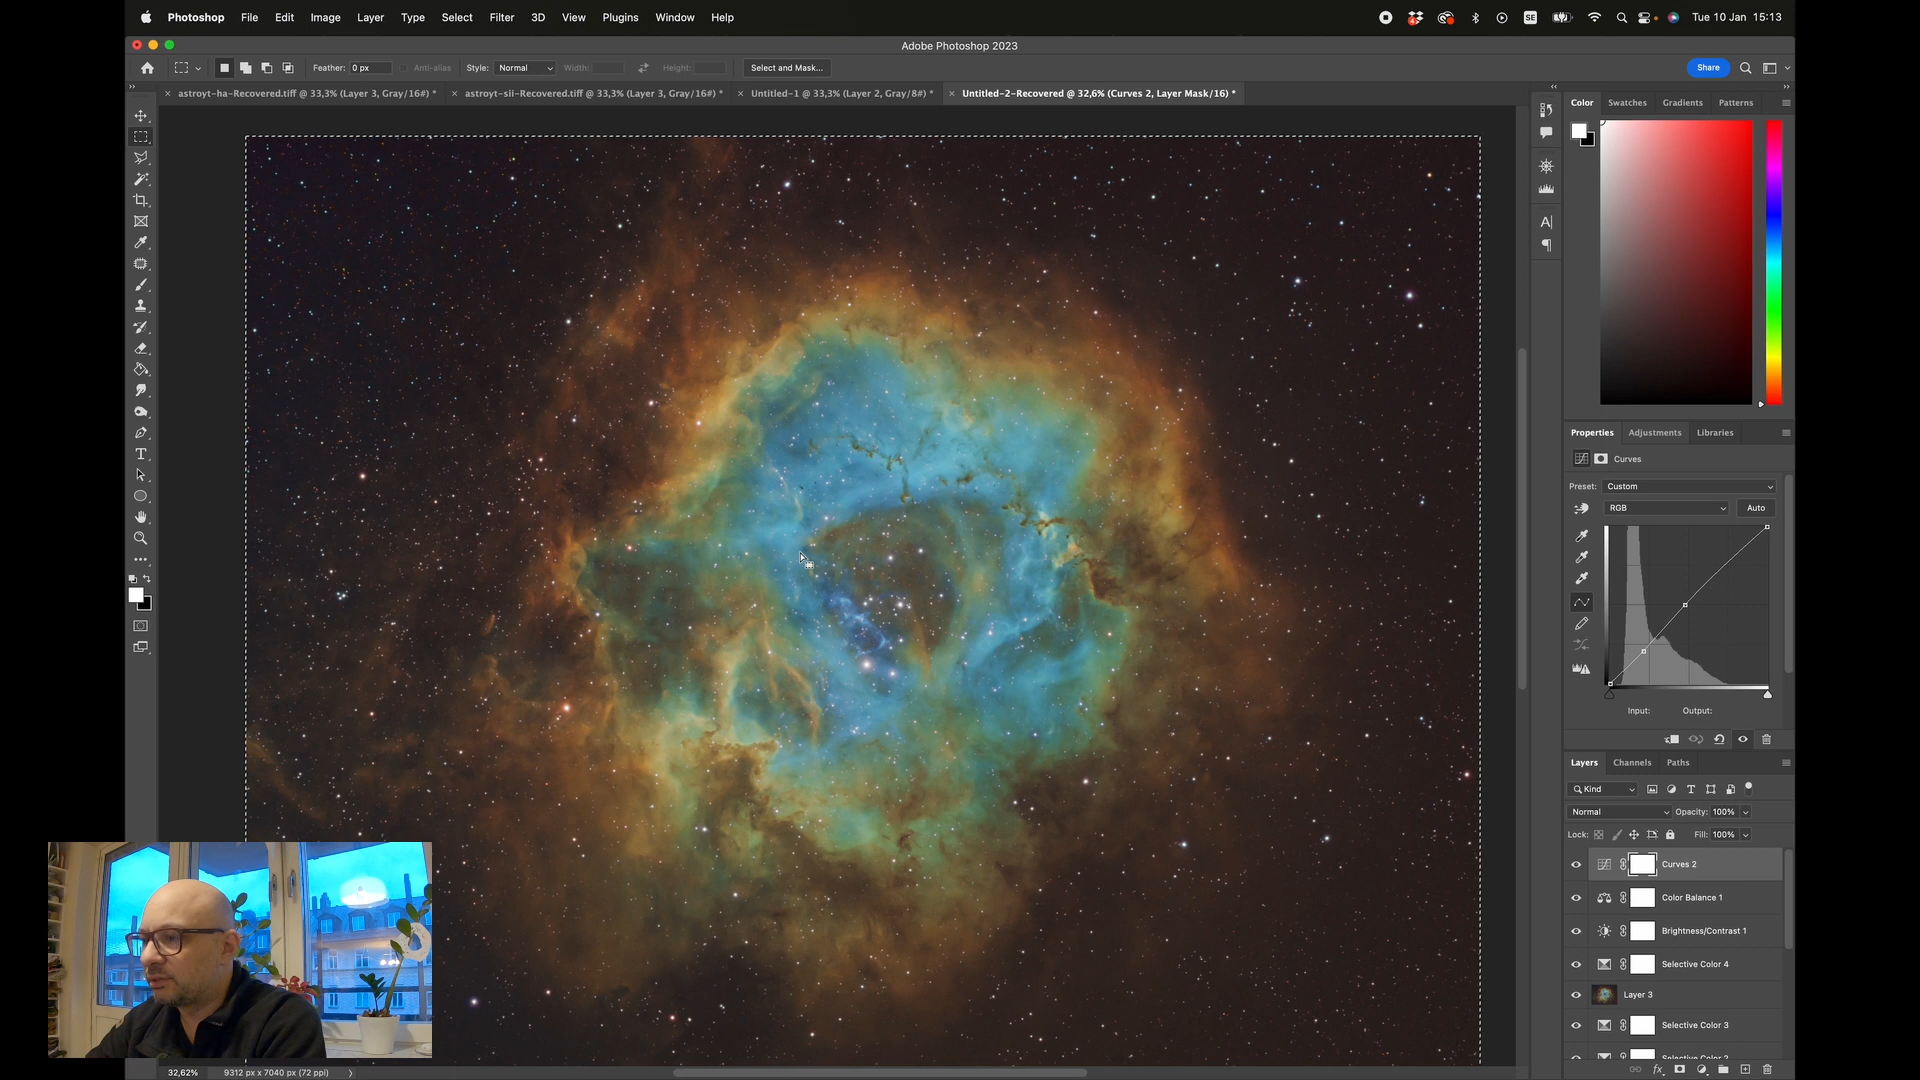 Photoshop File Edit Image Layer Type Select Filter 3D View Plugins Window Help
SE
Tue 10 Jan 15:13
Adobe Photoshop 2023
Feather: 0 px Anti-alias Style: Normal Width: Height: Select and Mask... Share
astroyt-ha-Recovered.tiff @ 33,3% (Layer 3, Gray/16#) *
astroyt-sii-Recovered.tiff @ 33,3% (Layer 3, Gray/16#) *
Untitled-1 @ 33,3% (Layer 2, Gray/8#) *
Untitled-2-Recovered @ 32,6% (Curves 2, Layer Mask/16) *
Color Swatches Gradients Patterns
Properties Adjustments Libraries
Curves
Preset: Custom
RGB Auto
Input: Output:
Layers Channels Paths
Kind
Normal Opacity: 100%
Lock: Fill: 100%
Curves 2
Color Balance 1
Brightness/Contrast 1
Selective Color 4
Layer 3
Selective Color 3
Selective Color 2
fx
32,62% 9312 px x 7040 px (72 ppi)